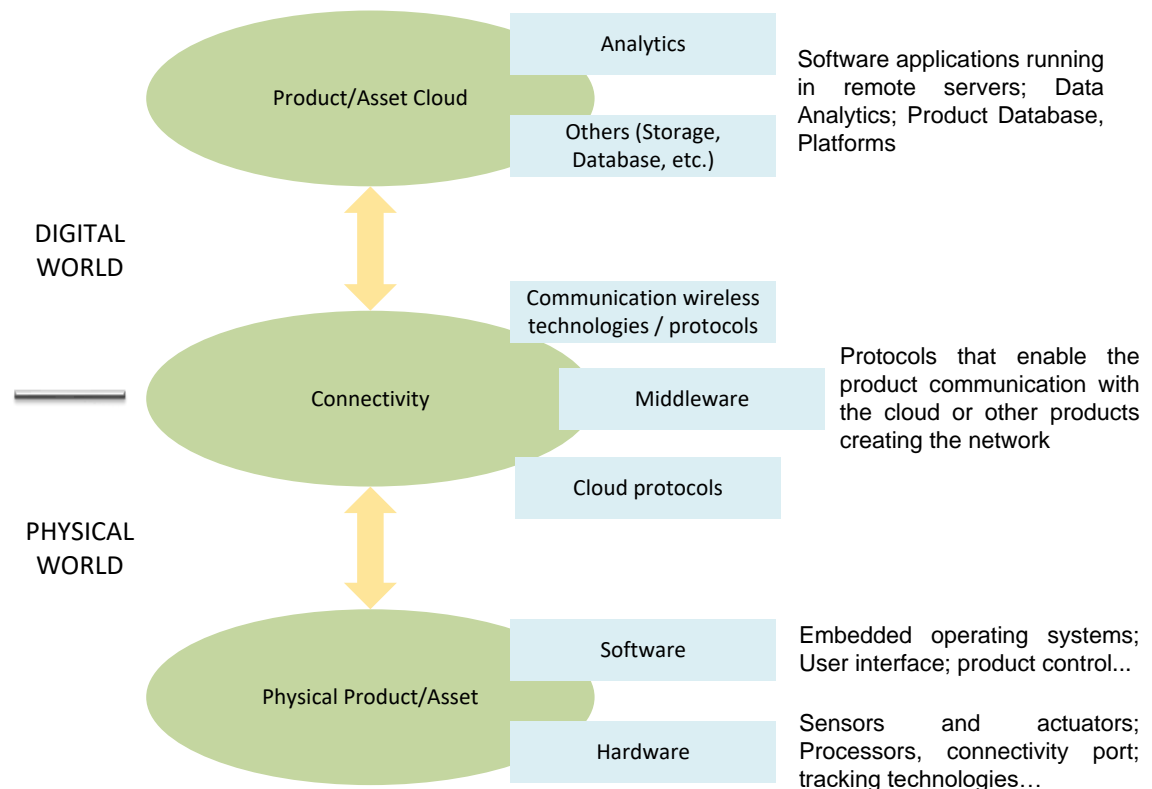 Analytics
Product/Asset Cloud
Others (Storage,
Database, etc.)
Software applications running
in remote servers; Data
Analytics; Product Database,
Platforms
DIGITAL
WORLD
Communication wireless
technologies / protocols
Connectivity
Middleware
Cloud protocols
Protocols that enable the
product communication with
the cloud or other products
creating the network
PHYSICAL
WORLD
Software
Physical Product/Asset
Hardware
Embedded operating systems;
User interface; product control...
Sensors and actuators;
Processors, connectivity port;
tracking technologies…